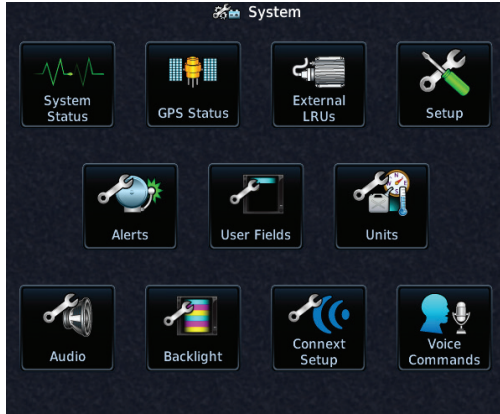 System
System
Status
GPS Status
External
LRUs
Setup
Alerts
User Fields
Units
Audio
Backlight
Connext
Setup
Voice
Commands